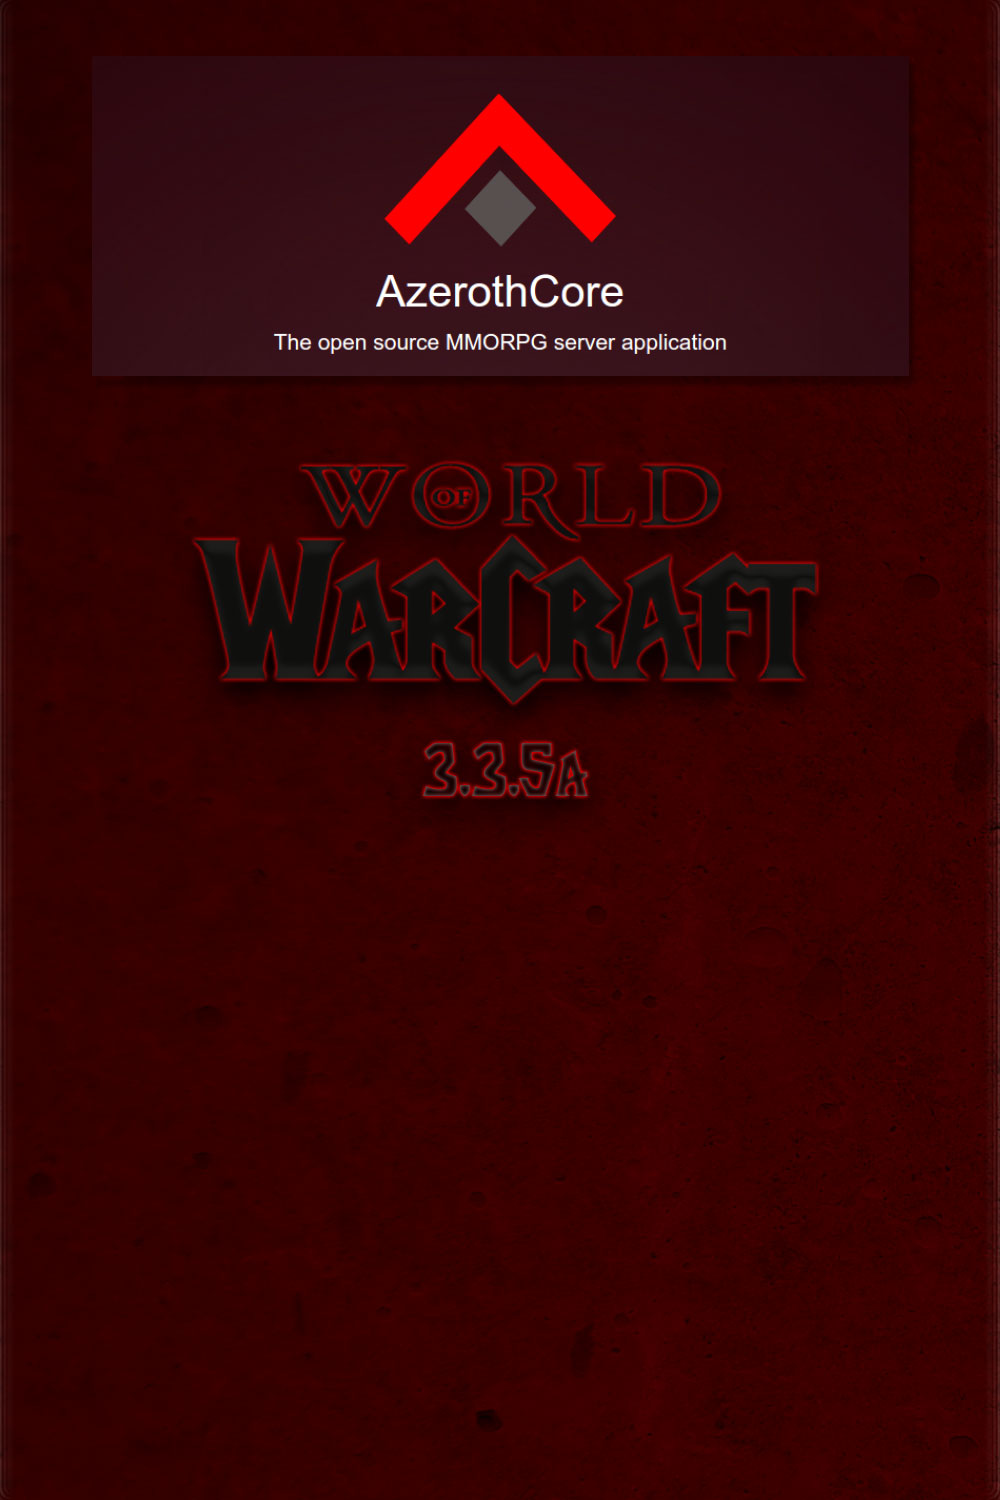 AzerothCore
The open source MMORPG server application
WORLD
OF
WARCRAFT
3.3.5A